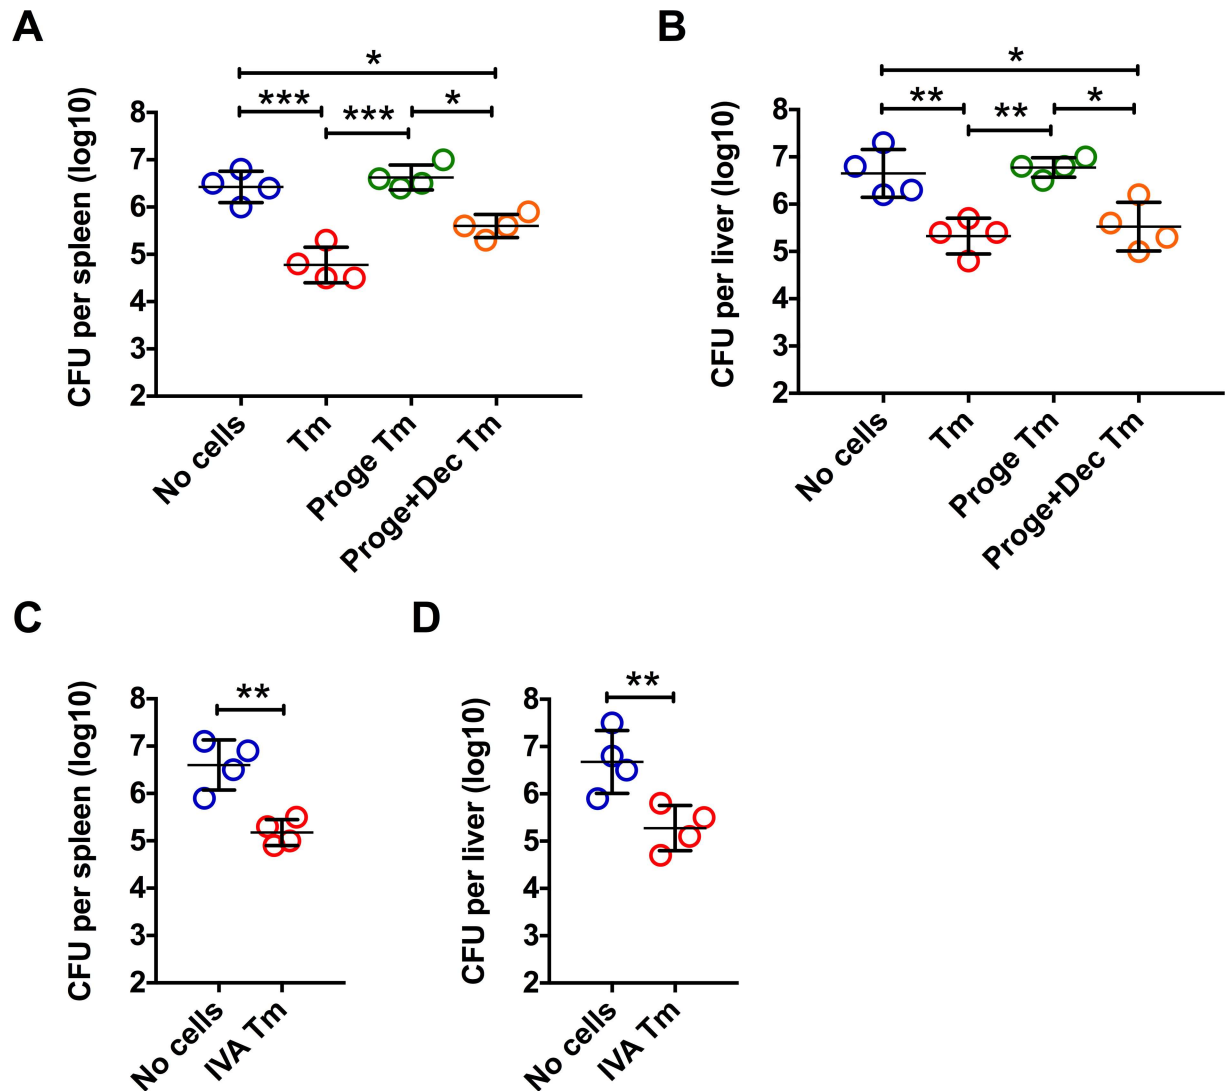 A
CFU per spleen (log10)
*
***
***
*
8
7
6
5
4
3
2
No cells
Tm
Proge Tm
Proge+Dec Tm
B
CFU per liver (log10)
*
**
**
*
8
7
6
5
4
3
2
No cells
Tm
Proge Tm
Proge+Dec Tm
C
CFU per spleen (log10)
**
8
7
6
5
4
3
2
No cells
IVA Tm
D
CFU per liver (log10)
**
8
7
6
5
4
3
2
No cells
IVA Tm